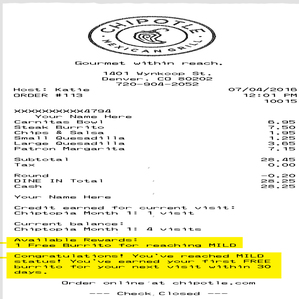 CHIPOTLE
MEXICAN GRILL
Gourmet within reach.
1401 Wynkoop St.
Denver, CO 80202
720-904-2052
Host: Katie 07/04/2016
ORDER #113 12:01 PM
10015
xxxxxxxxxxxx4794
Your Name Here
Carnitas Bowl 6.95
Steak Burrito 7.50
Chips & Salsa 1.95
Small Quesadilla 1.25
Large Quesadilla 3.65
Patron Margarita 7.15
Subtotal 28.45
Tax 0.00
Round -0.20
DINE IN Total 28.25
Cash 28.25
Your Name Here
Credit earned for current visit:
Chiptopia Month 1: 1 visit
Current balance:
Chiptopia Month 1: 4 visits
Available Rewards:
1 Free Burrito for reaching MILD
Congratulations! You've reached MILD
status! You've earned your first FREE
burrito for your next visit within 30
days.
Order online at chipotle.com
--- Check Closed ---